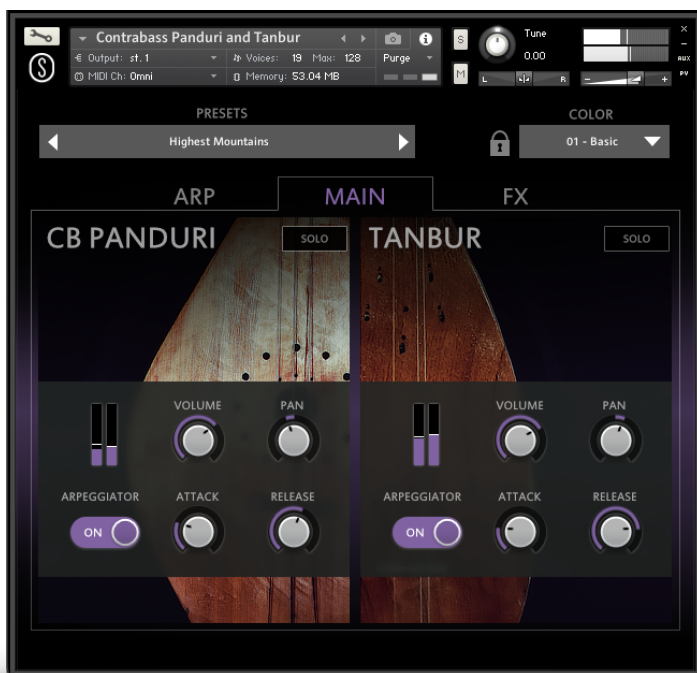 Contrabass Panduri and Tanbur
Output: st.1 Voices: 19 Max: 128 Purge
MIDI Ch: Omni Memory: 53.04 MB
S
M
Tune
0.00
L R
- +
AUX
PV
S
PRESETS COLOR
Highest Mountains 01 - Basic
ARP MAIN FX
CB PANDURI SOLO TANBUR SOLO
VOLUME PAN VOLUME PAN
ARPEGGIATOR ATTACK RELEASE ARPEGGIATOR ATTACK RELEASE
ON ON